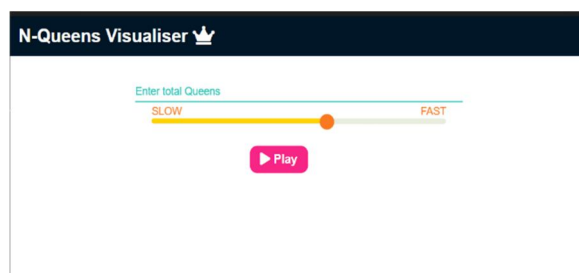 N-Queens Visualiser
Enter total Queens
SLOW FAST
Play